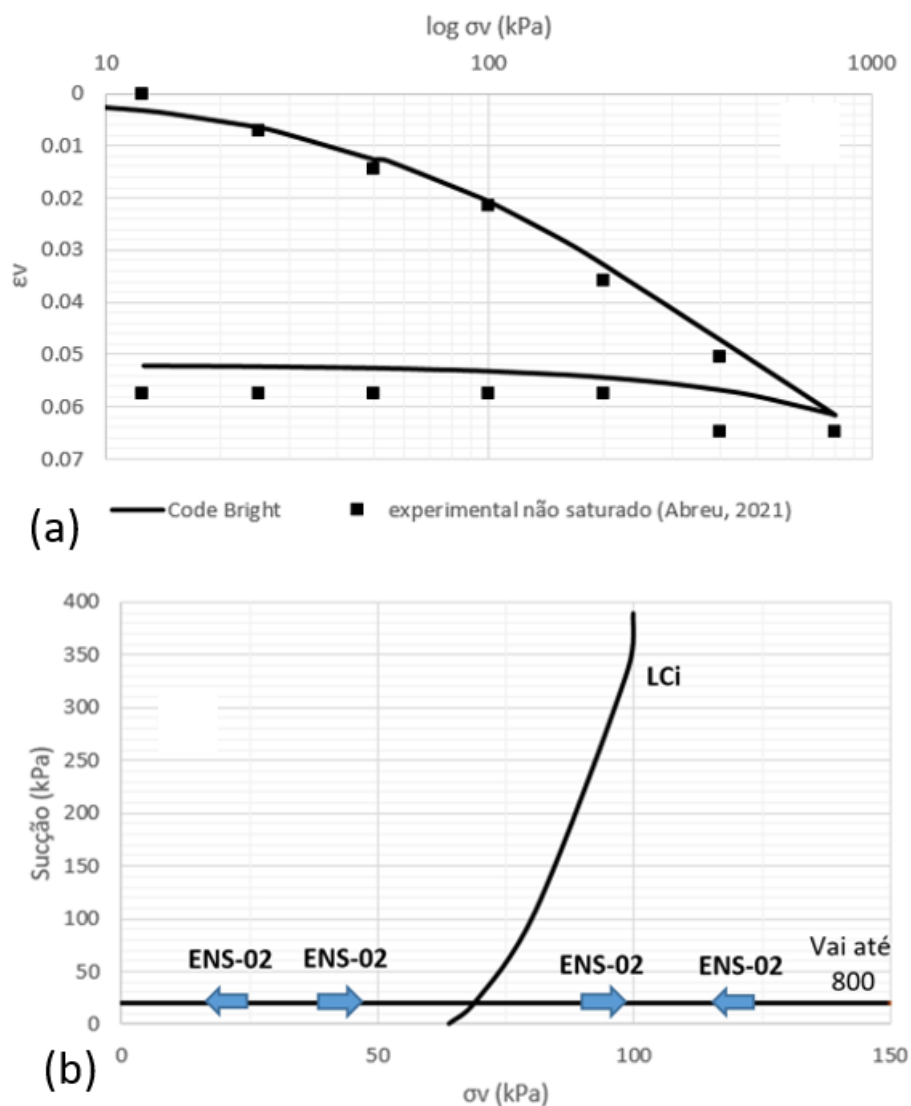 log σv (kPa)
10 100 1000
0
0.01
0.02
0.03
0.04
0.05
0.06
0.07
εv
(a) Code Bright experimental não saturado (Abreu, 2021)
400
350
300
250
200
150
100
50
0
Sucção (kPa)
LCi
ENS-02 ENS-02 ENS-02 ENS-02
Vai até
800
0 50 100 150
(b) σv (kPa)